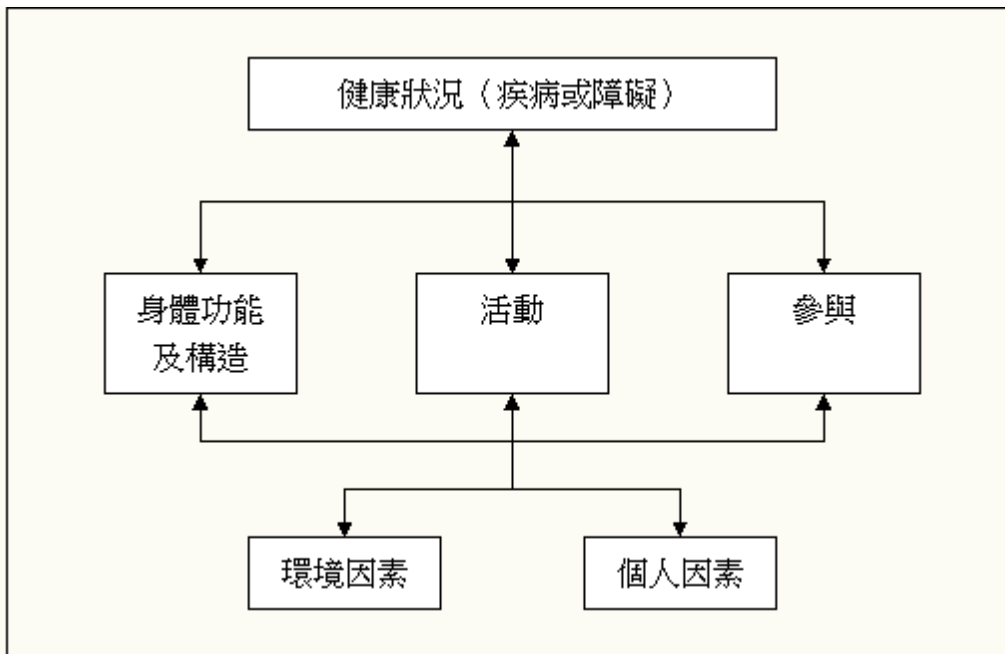 健康狀況（疾病或障礙）
身體功能
及構造
活動
參與
環境因素
個人因素